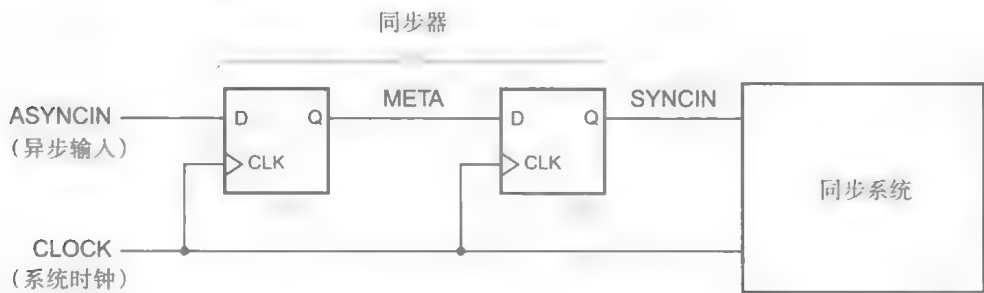 同步器
ASYNCIN
（异步输入）
D
Q
CLK
META
D
Q
CLK
SYNCIN
同步系统
CLOCK
（系统时钟）